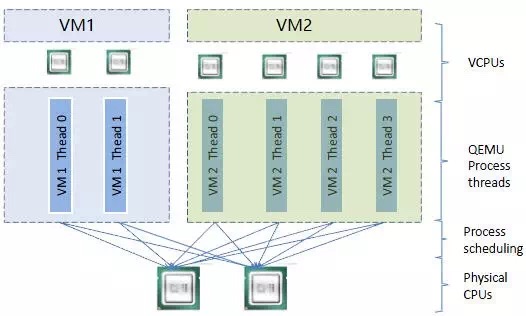 VM1
VM2
VCPUs
VM 1 Thead 0
VM 1 Thead 1
VM 2 Thead 0
VM 2 Thead 1
VM 2 Thead 2
VM 2 Thead 3
QEMU
Process
threads
Process
scheduling
Physical
CPUs